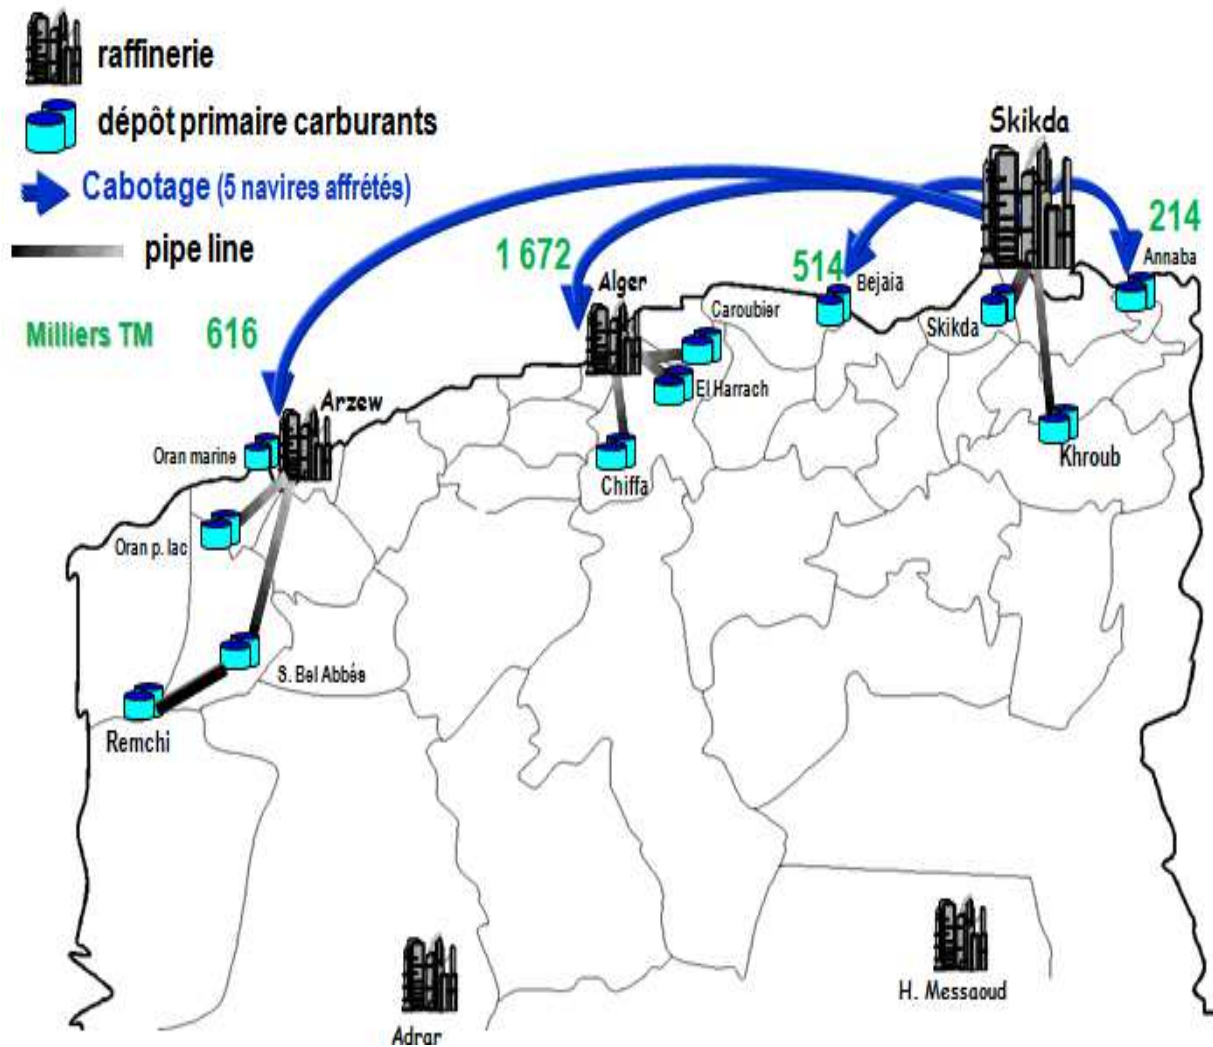 raffinerie
dépôt primaire carburants
Cabotage (5 navires affrétés)
pipe line
Milliers TM
616
1 672
514
214
Skikda
Annaba
Bejaia
Alger
Caroubier
Skikda
El Harrach
Arzew
Oran marine
Chiffa
Khroub
Oran p. lac
S. Bel Abbés
Remchi
H. Messaoud
Adrar